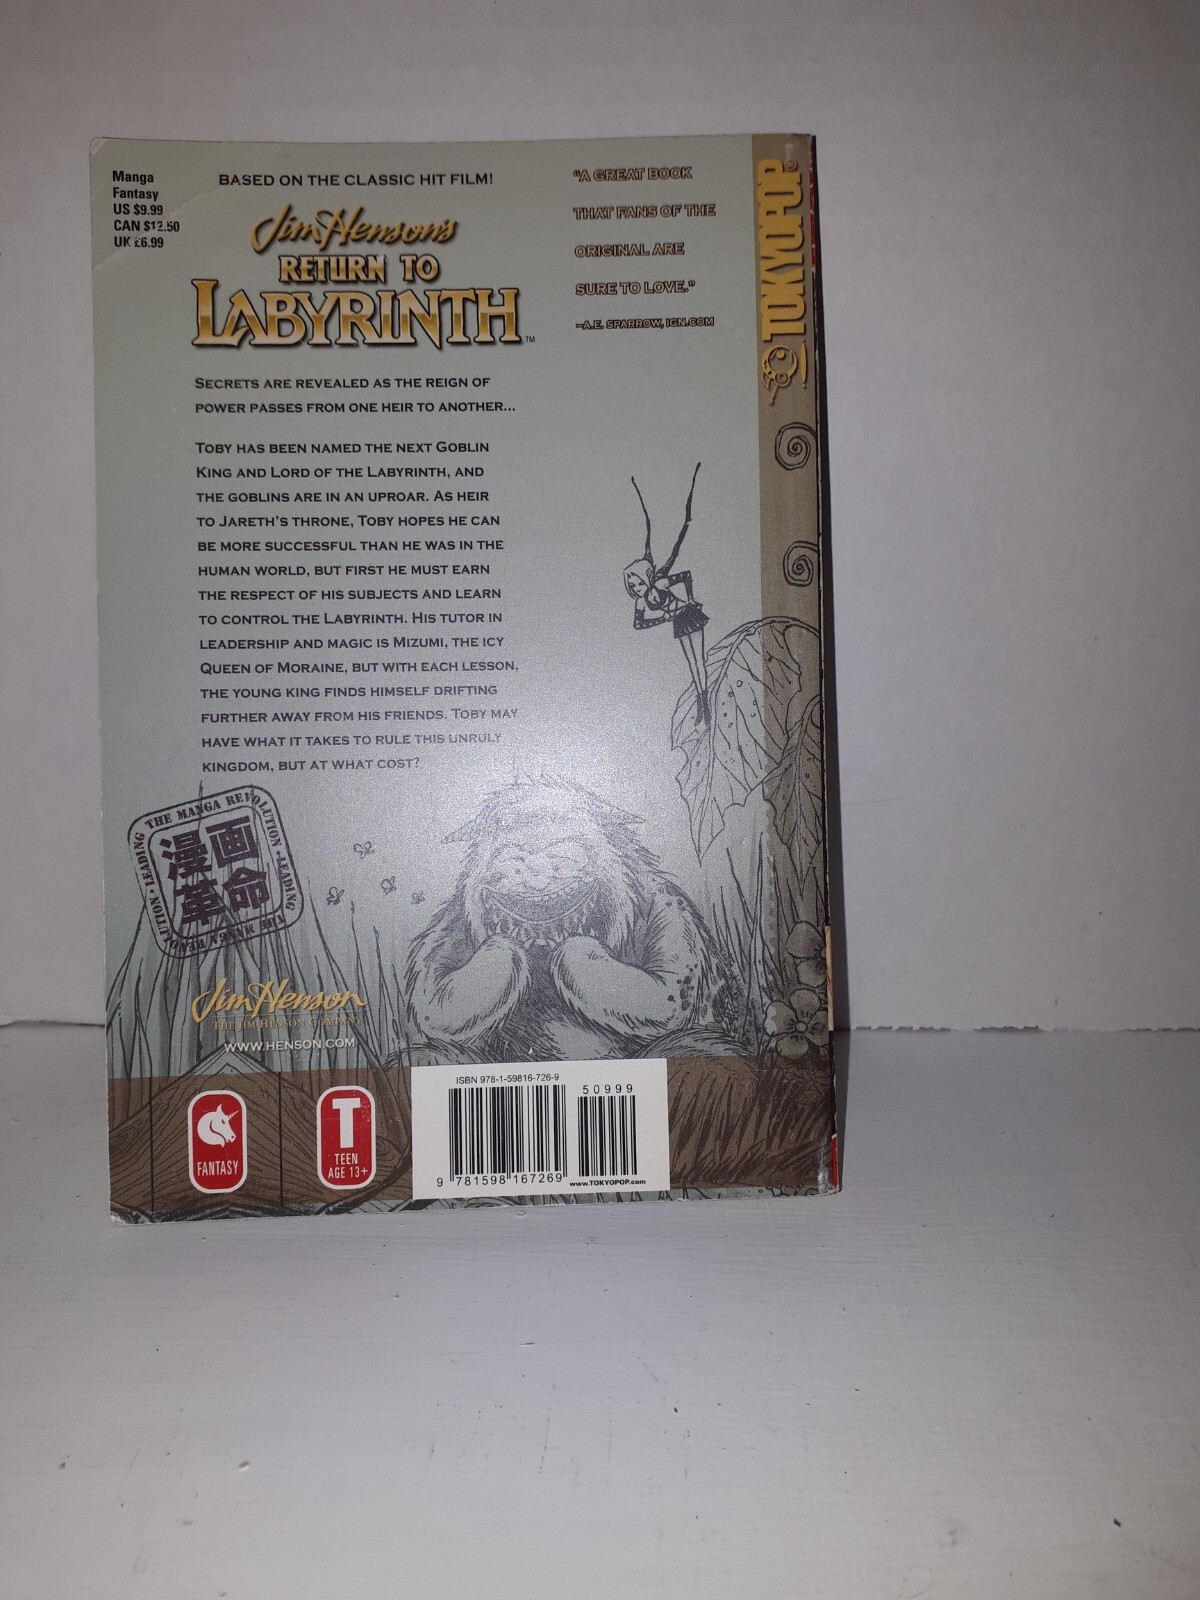 Manga
Fantasy
US $9.99
CAN $12.50
UK £6.99
BASED ON THE CLASSIC HIT FILM!
Jim Henson's
RETURN TO
LABYRINTH™
"A GREAT BOOK
THAT FANS OF THE
ORIGINAL ARE
SURE TO LOVE."
–A.E. SPARROW, IGN.COM
TOKYOPOP®
SECRETS ARE REVEALED AS THE REIGN OF
POWER PASSES FROM ONE HEIR TO ANOTHER...
TOBY HAS BEEN NAMED THE NEXT GOBLIN
KING AND LORD OF THE LABYRINTH, AND
THE GOBLINS ARE IN AN UPROAR. AS HEIR
TO JARETH'S THRONE, TOBY HOPES HE CAN
BE MORE SUCCESSFUL THAN HE WAS IN THE
HUMAN WORLD, BUT FIRST HE MUST EARN
THE RESPECT OF HIS SUBJECTS AND LEARN
TO CONTROL THE LABYRINTH. HIS TUTOR IN
LEADERSHIP AND MAGIC IS MIZUMI, THE ICY
QUEEN OF MORAINE, BUT WITH EACH LESSON,
THE YOUNG KING FINDS HIMSELF DRIFTING
FURTHER AWAY FROM HIS FRIENDS. TOBY MAY
HAVE WHAT IT TAKES TO RULE THIS UNRULY
KINGDOM, BUT AT WHAT COST?
LEADING THE MANGA REVOLUTION • LEADING THE MANGA REVOLUTION •
漫画
革命
Jim Henson
THE JIM HENSON COMPANY
WWW.HENSON.COM
FANTASY
T
TEEN
AGE 13+
ISBN 978-1-59816-726-9
50999
9 781598 167269
www.TOKYOPOP.com